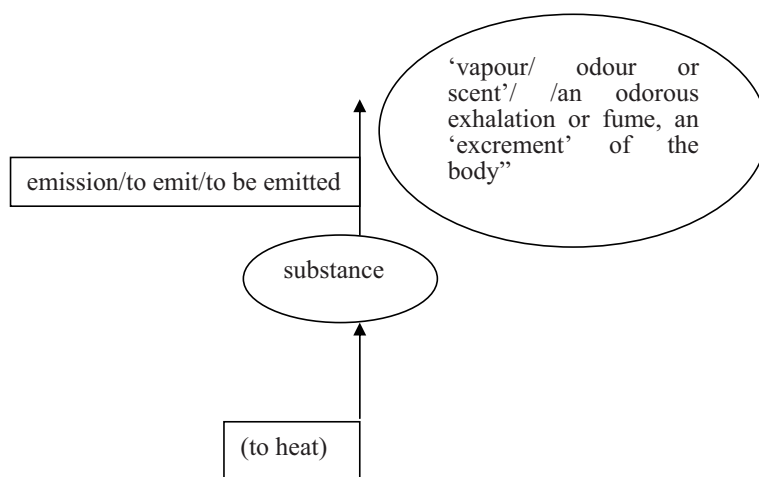 ‘vapour/ odour or
scent’/ /an odorous
exhalation or fume, an
‘excrement’ of the
body”
emission/to emit/to be emitted
substance
(to heat)